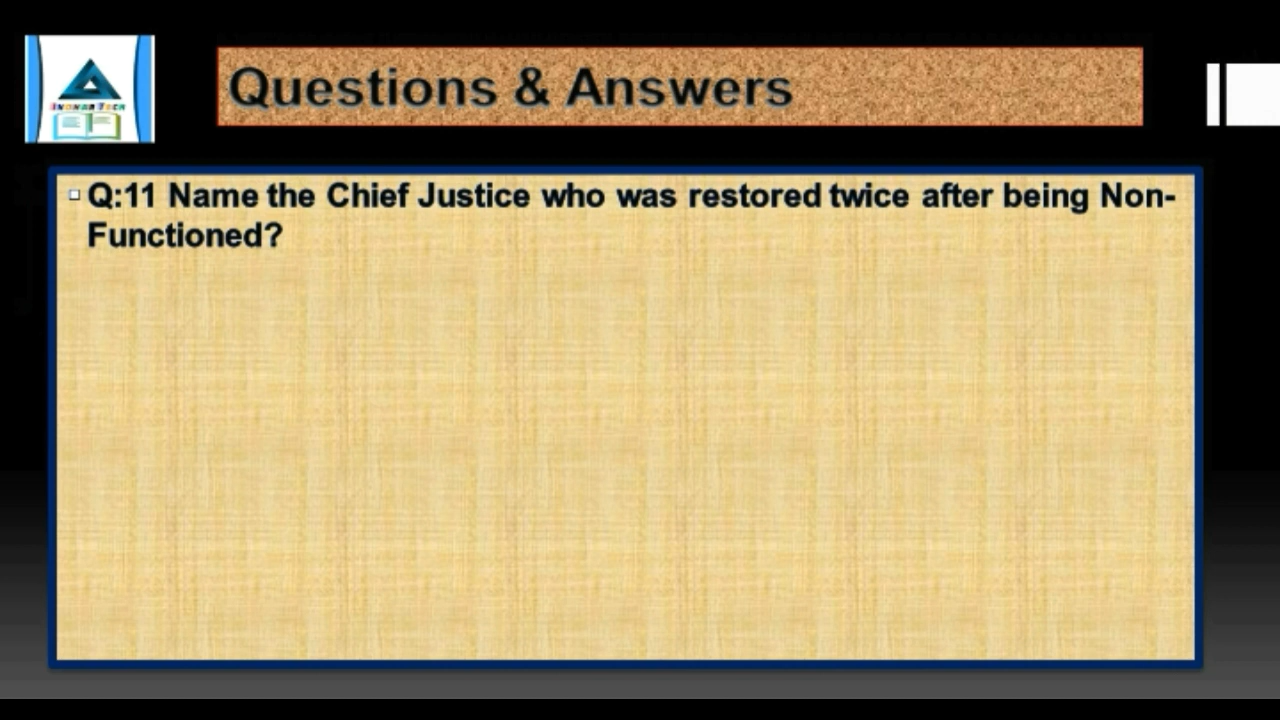 Questions & Answers
Q:11 Name the Chief Justice who was restored twice after being Non-
Functioned?